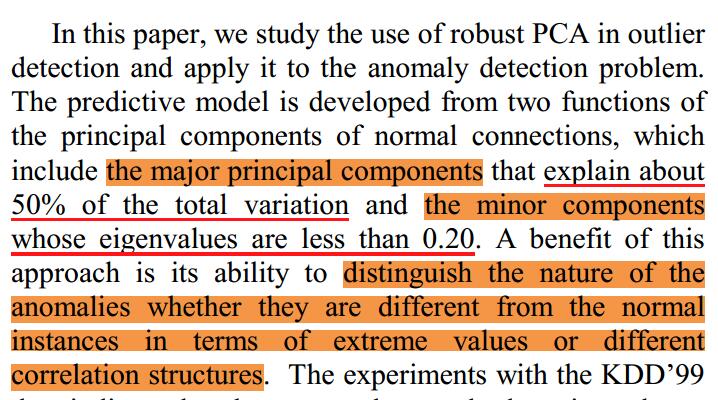 In this paper, we study the use of robust PCA in outlier
detection and apply it to the anomaly detection problem.
The predictive model is developed from two functions of
the principal components of normal connections, which
include the major principal components that explain about
50% of the total variation and the minor components
whose eigenvalues are less than 0.20. A benefit of this
approach is its ability to distinguish the nature of the
anomalies whether they are different from the normal
instances in terms of extreme values or different
correlation structures. The experiments with the KDD'99